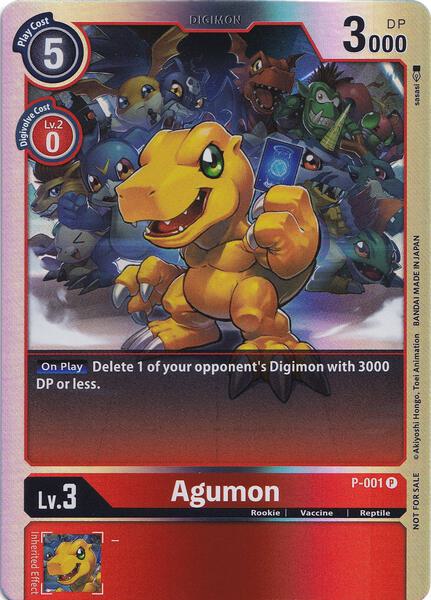 DIGIMON
Play Cost
5
DP
3000
Digivolve Cost
Lv.2
0
sasasi
On Play Delete 1 of your opponent's Digimon with 3000
DP or less.
© Akiyoshi Hongo, Toei Animation BANDAI MADE IN JAPAN
NOT FOR SALE
P-001 P
Lv.3
Agumon
Rookie | Vaccine | Reptile
Inherited Effect
–